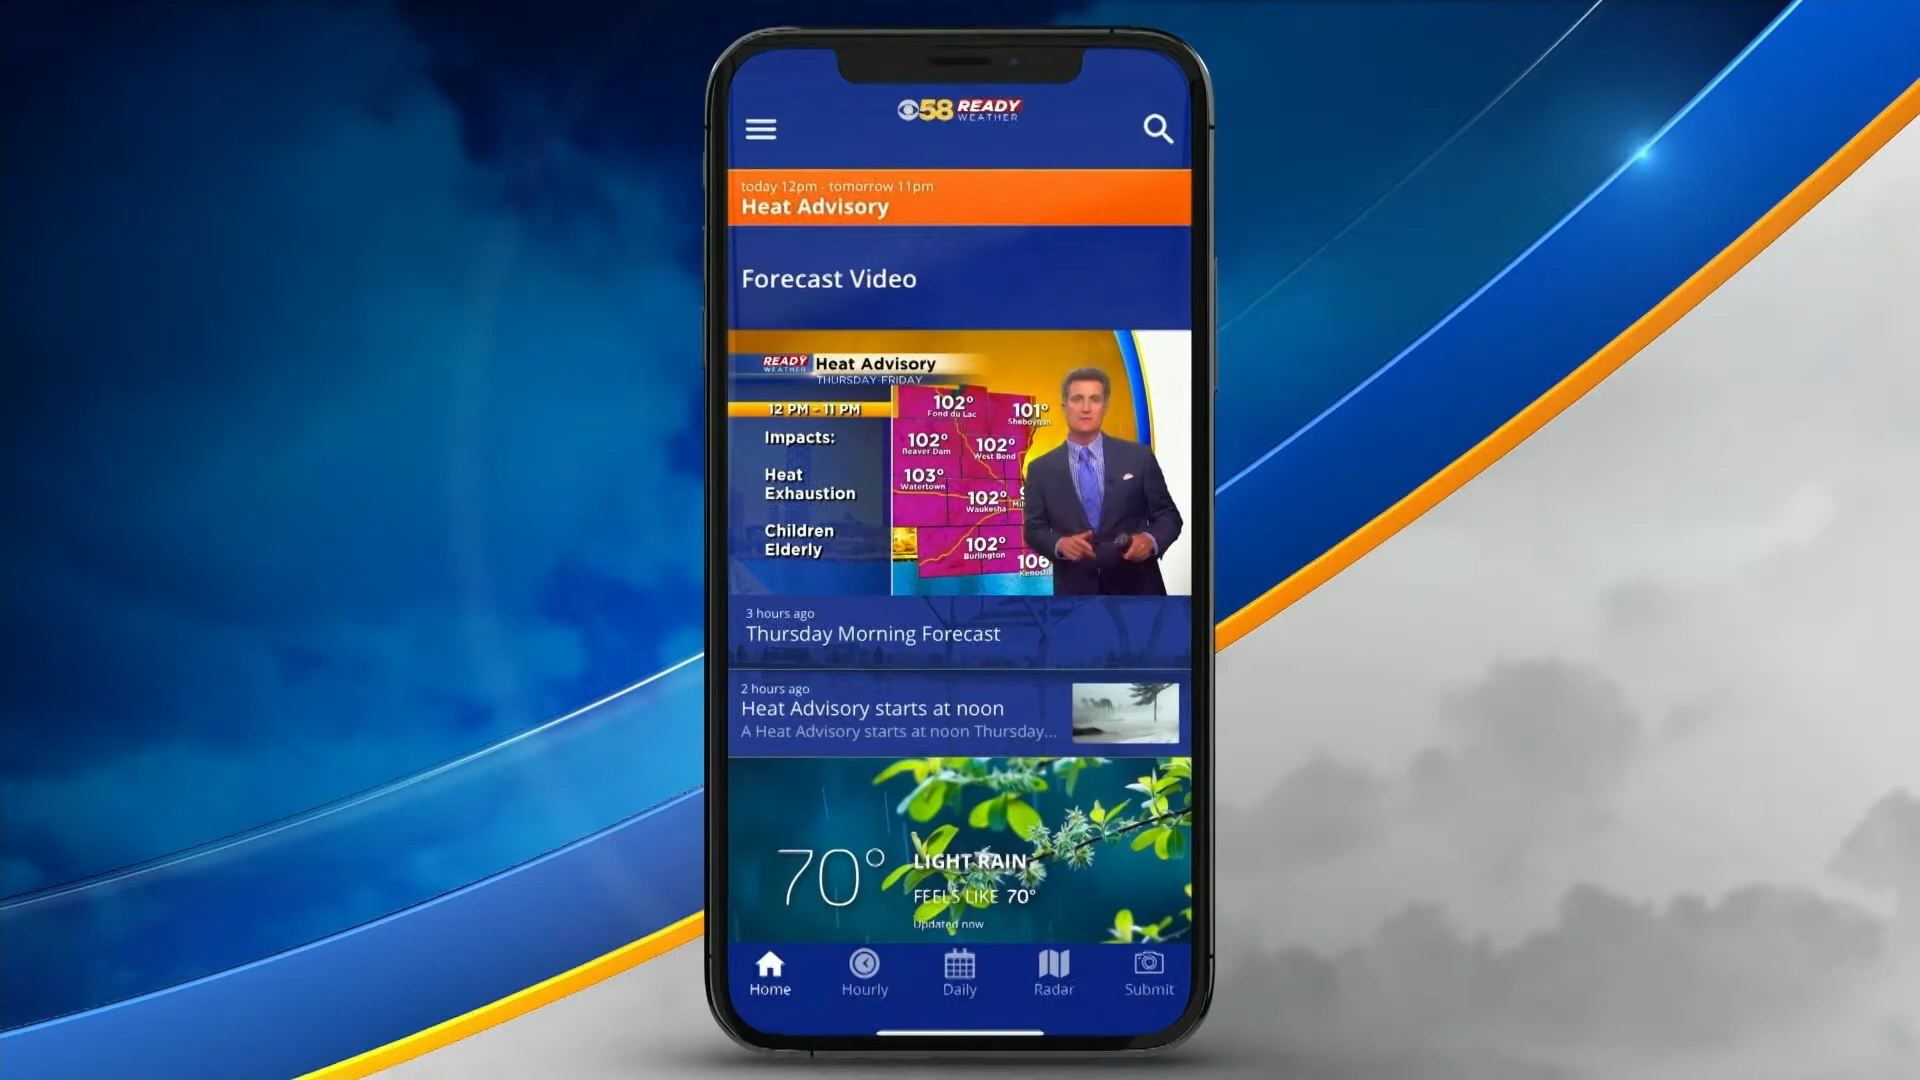 58 READY
WEATHER
today 12pm - tomorrow 11pm
Heat Advisory
Forecast Video
READY
WEATHER
Heat Advisory
THURSDAY-FRIDAY
12 PM - 11 PM
Impacts:
Heat
Exhaustion
Children
Elderly
102°
Fond du Lac
101°
Sheboygan
102°
Beaver Dam
102°
West Bend
103°
Watertown
102°
Waukesha
102°
Burlington
106
Kenosha
3 hours ago
Thursday Morning Forecast
2 hours ago
Heat Advisory starts at noon
A Heat Advisory starts at noon Thursday...
70°
LIGHT RAIN
FEELS LIKE 70°
Updated now
Home
Hourly
Daily
Radar
Submit